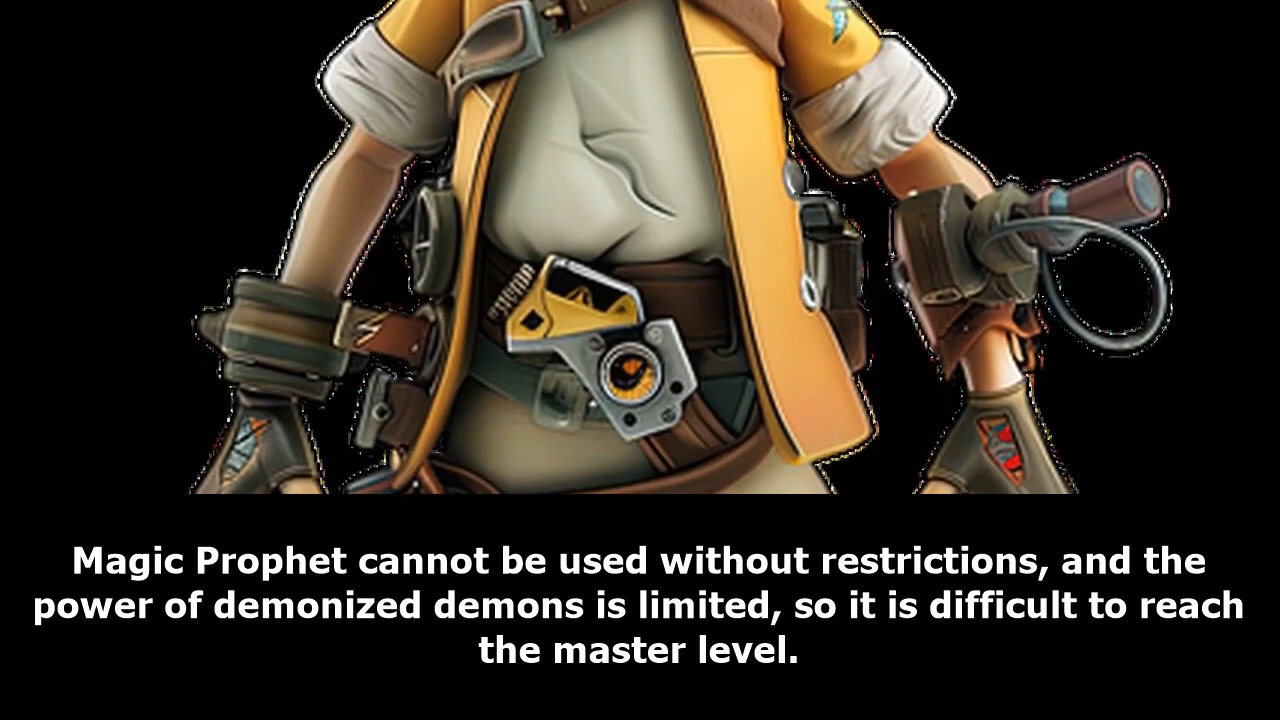 Magic Prophet cannot be used without restrictions, and the
power of demonized demons is limited, so it is difficult to reach
the master level.